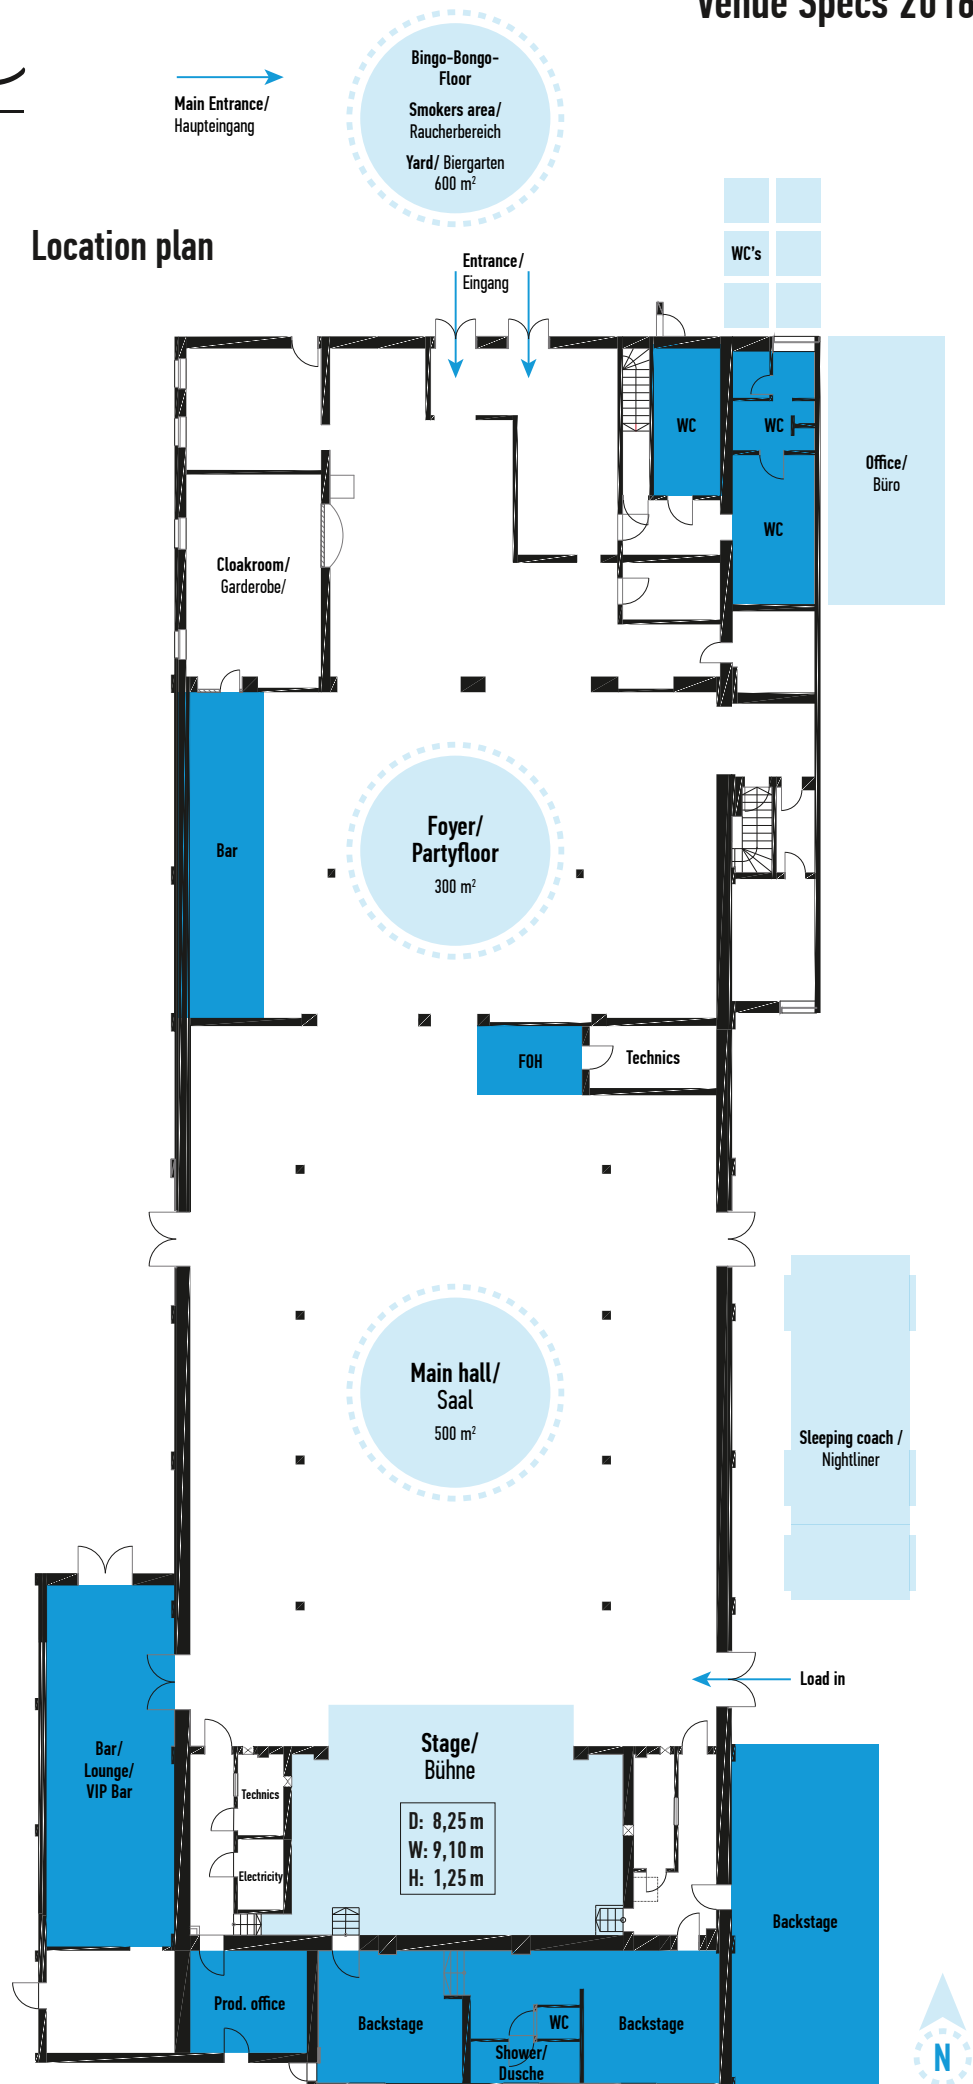 Venue Specs 2018
Bingo-Bongo-
Floor
Smokers area/
Raucherbereich
Yard/ Biergarten
600 m²
Main Entrance/
Haupteingang
Location plan
WC's
Entrance/
Eingang
WC
WC
Office/
Büro
WC
Cloakroom/
Garderobe/
Foyer/
Partyfloor
300 m²
Bar
FOH
Technics
Main hall/
Saal
500 m²
Sleeping coach /
Nightliner
Load in
Stage/
Bühne
D: 8,25 m
W: 9,10 m
H: 1,25 m
Bar/
Lounge/
VIP Bar
Technics
Electricity
Backstage
Prod. office
Backstage
WC
Backstage
Shower/
Dusche
N